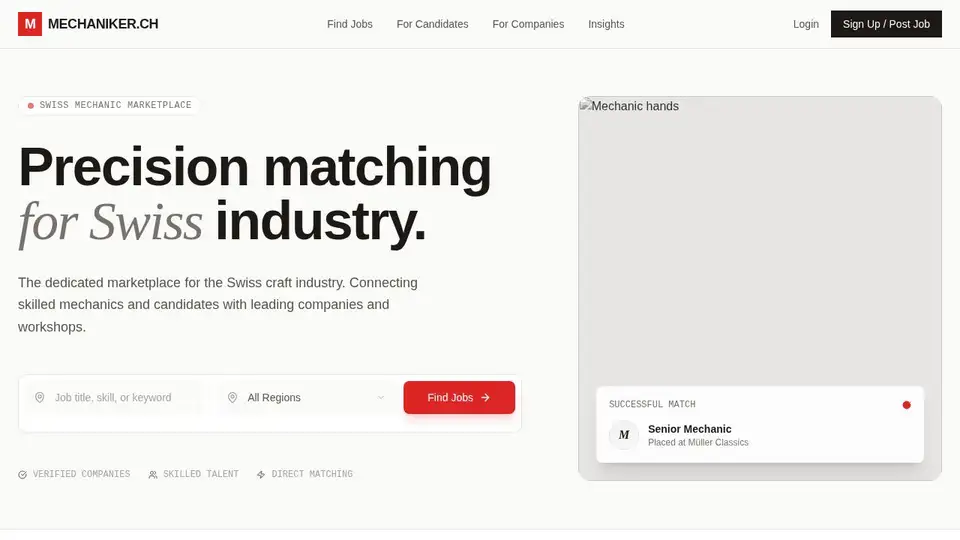 M MECHANIKER.CH
Find Jobs For Candidates For Companies Insights
Login Sign Up / Post Job
SWISS MECHANIC MARKETPLACE
Precision matching
for Swiss industry.
The dedicated marketplace for the Swiss craft industry. Connecting
skilled mechanics and candidates with leading companies and
workshops.
Job title, skill, or keyword
All Regions
Find Jobs
VERIFIED COMPANIES SKILLED TALENT DIRECT MATCHING
Mechanic hands
SUCCESSFUL MATCH
M
Senior Mechanic
Placed at Müller Classics